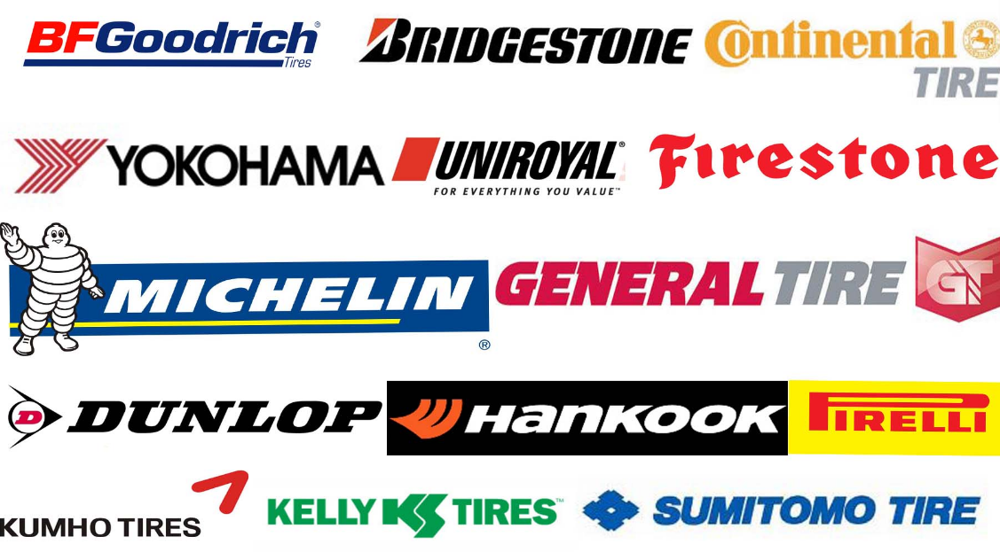 BFGoodrich®
Tires
BRIDGESTONE
Continental
TIRE
YOKOHAMA
UNIROYAL®
FOR EVERYTHING YOU VALUE™
Firestone
MICHELIN
®
GENERAL TIRE
GT
D DUNLOP
HANKOOK
PIRELLI
KUMHO TIRES
KELLY KS TIRES™
SUMITOMO TIRE